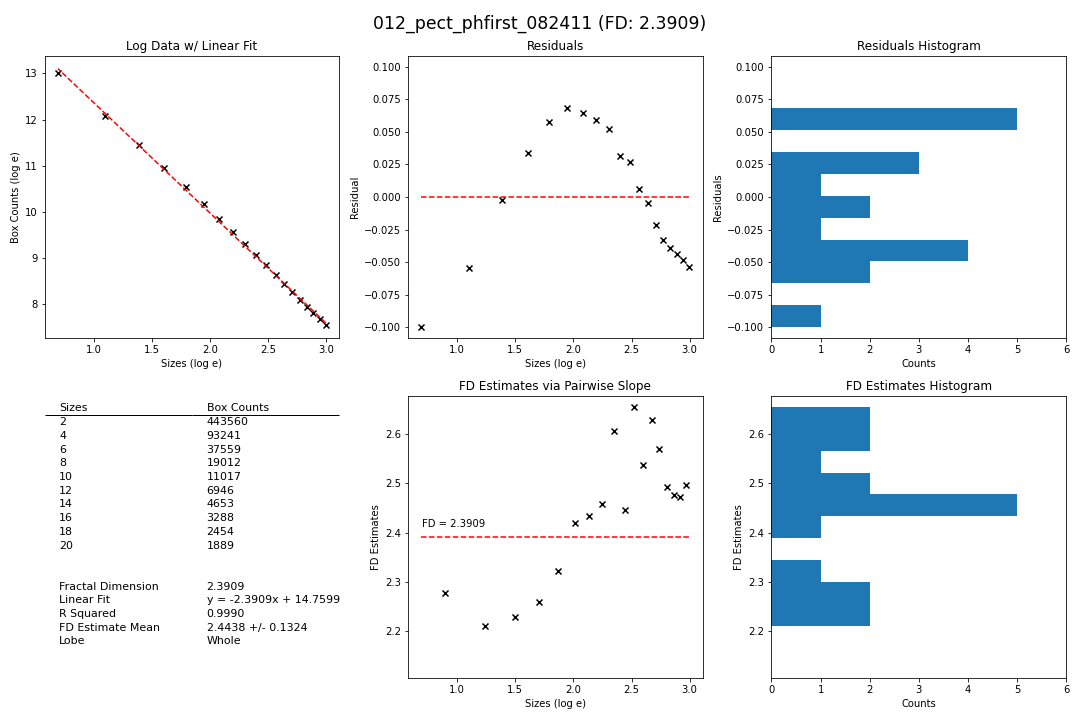 012_pect_phfirst_082411 (FD: 2.3909)
Log Data w/ Linear Fit
13
12
11
10
9
8
Box Counts (log e)
1.0 1.5 2.0 2.5 3.0
Sizes (log e)
Residuals
0.100
0.075
0.050
0.025
0.000
−0.025
−0.050
−0.075
−0.100
Residual
1.0 1.5 2.0 2.5 3.0
Sizes (log e)
Residuals Histogram
0.100
0.075
0.050
0.025
0.000
−0.025
−0.050
−0.075
−0.100
Residuals
0 1 2 3 4 5 6
Counts
Sizes Box Counts
2 443560
4 93241
6 37559
8 19012
10 11017
12 6946
14 4653
16 3288
18 2454
20 1889
Fractal Dimension 2.3909
Linear Fit y = -2.3909x + 14.7599
R Squared 0.9990
FD Estimate Mean 2.4438 +/- 0.1324
Lobe Whole
FD Estimates via Pairwise Slope
2.6
2.5
2.4
2.3
2.2
FD Estimates
FD = 2.3909
1.0 1.5 2.0 2.5 3.0
Sizes (log e)
FD Estimates Histogram
2.6
2.5
2.4
2.3
2.2
FD Estimates
0 1 2 3 4 5 6
Counts